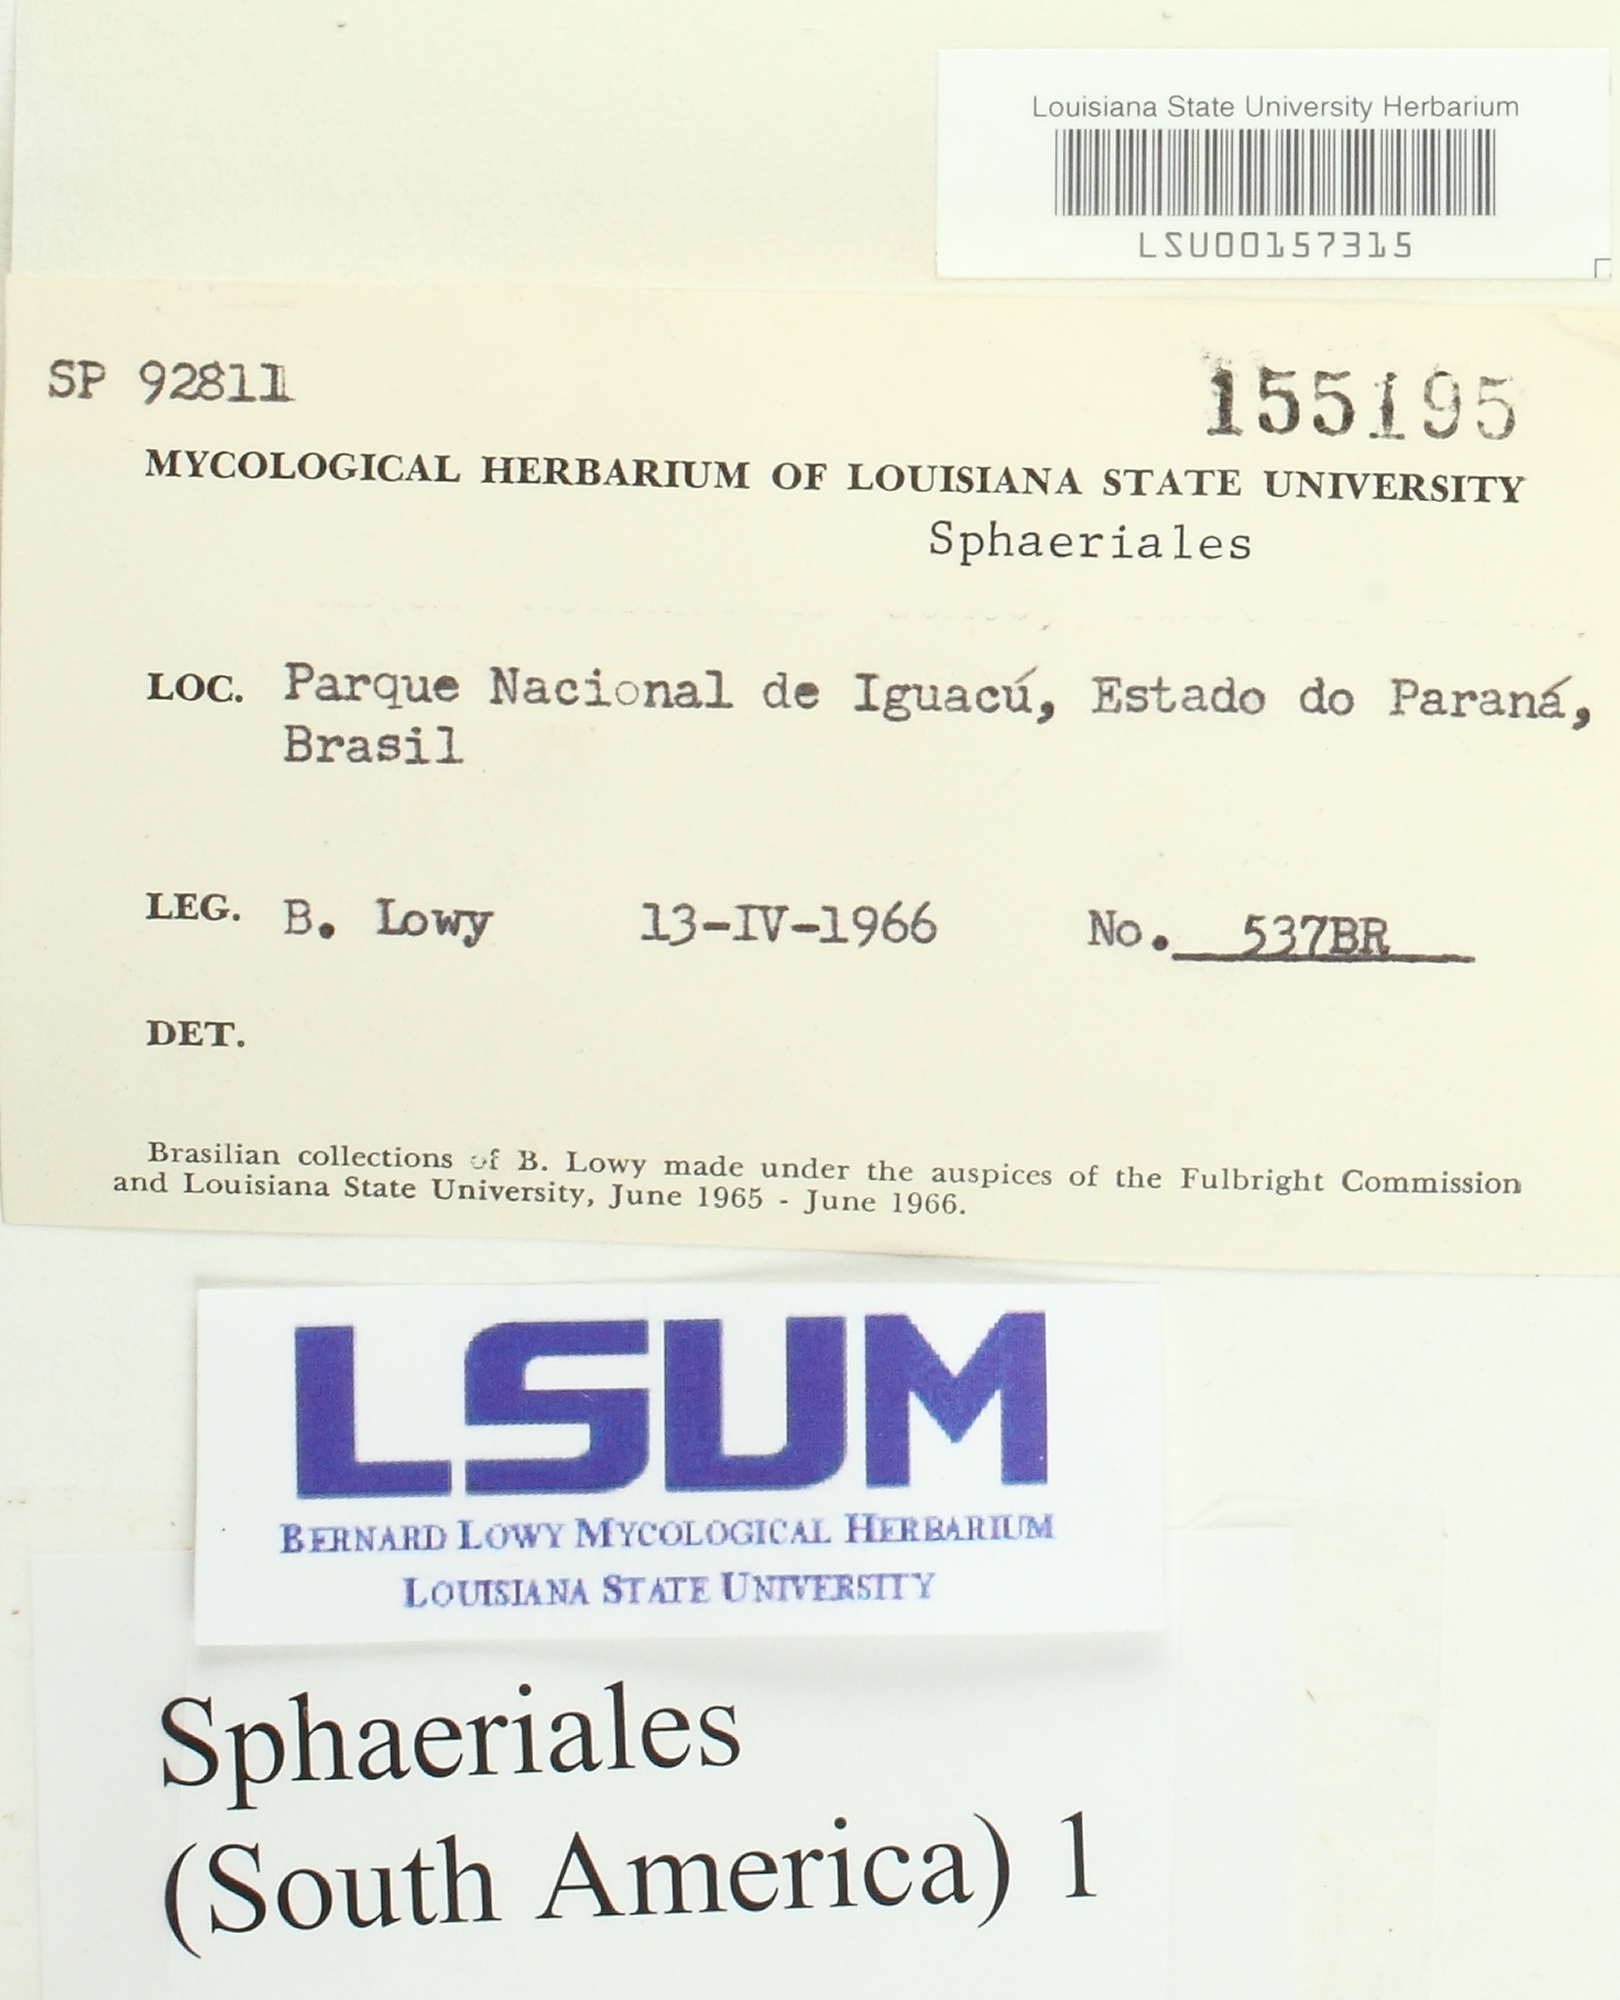 Louisiana State University Herbarium
LSU00157315
SP 92811
155195
MYCOLOGICAL HERBARIUM OF LOUISIANA STATE UNIVERSITY
Sphaeriales
LOC. Parque Nacional de Iguacú, Estado do Paraná,
Brasil
LEG. B. Lowy 13-IV-1966 No. 537BR
DET.
Brasilian collections of B. Lowy made under the auspices of the Fulbright Commission
and Louisiana State University, June 1965 - June 1966.
LSUM
BERNARD LOWY MYCOLOGICAL HERBARIUM
LOUISIANA STATE UNIVERSITY
Sphaeriales
(South America) 1